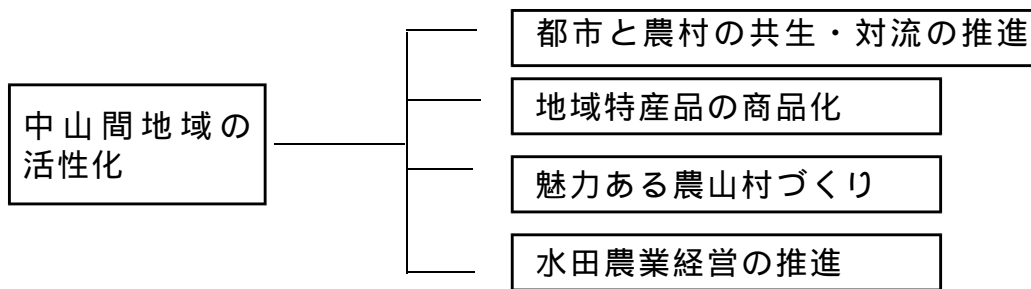 中山間地域の
活性化
都市と農村の共生・対流の推進
地域特産品の商品化
魅力ある農山村づくり
水田農業経営の推進